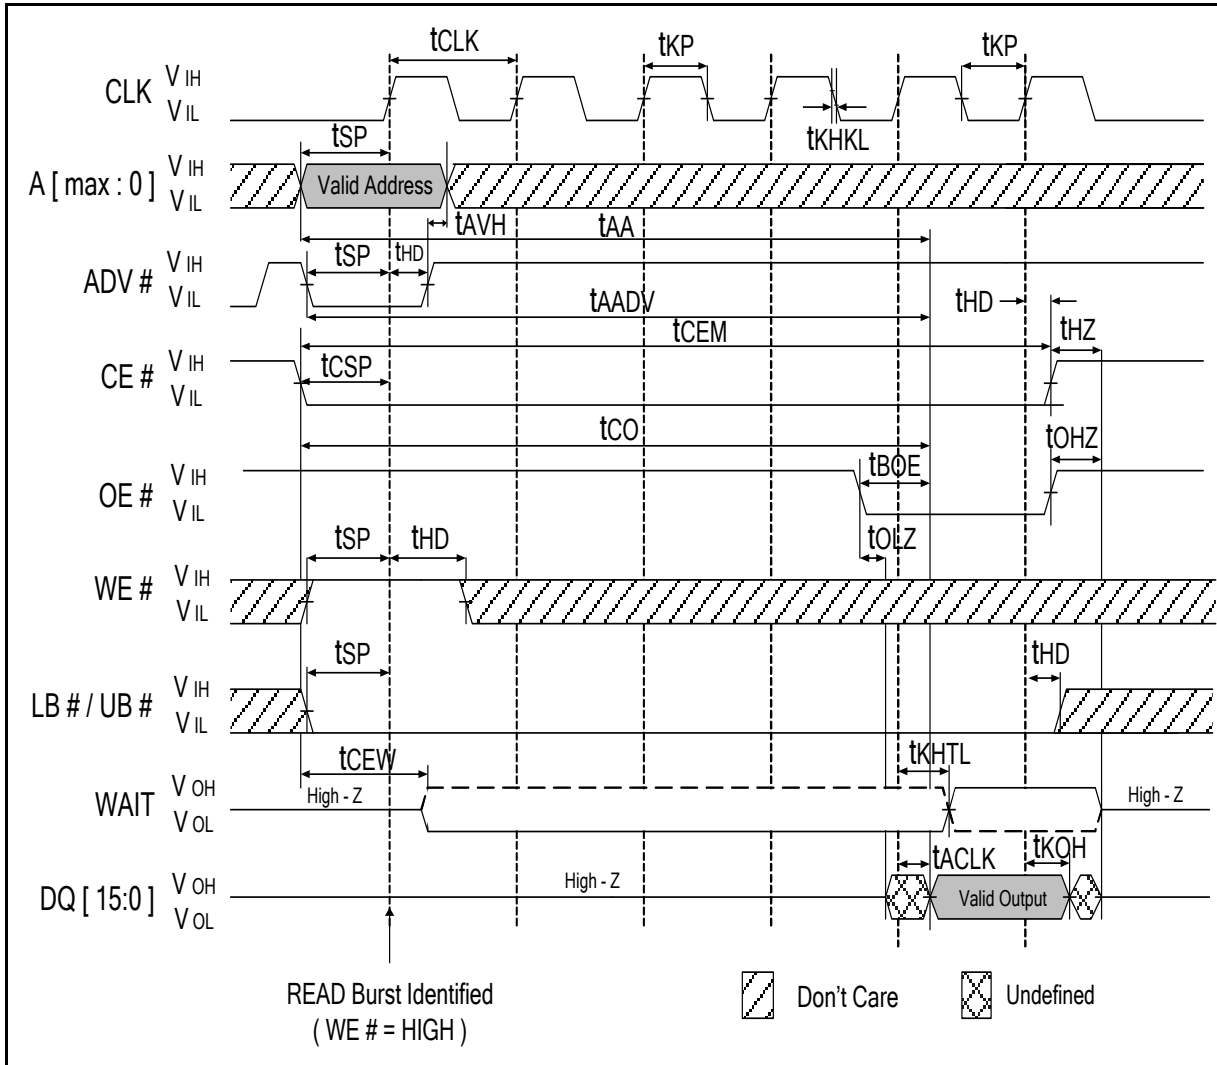 tCLK
tKP
tKP
CLK
V IH
V IL
tKHKL
tSP
A [ max : 0 ]
V IH
V IL
Valid Address
tAVH
tAA
ADV #
V IH
V IL
tSP
tHD
tAADV
tHD
tCEM
tHZ
CE #
V IH
V IL
tCSP
tCO
tOHZ
OE #
V IH
V IL
tBOE
tOLZ
tSP
tHD
WE #
V IH
V IL
tSP
tHD
LB # / UB #
V IH
V IL
tCEW
tKHTL
WAIT
V OH
V OL
High - Z
High - Z
tACLK
tKOH
DQ [ 15:0 ]
V OH
V OL
High - Z
Valid Output
READ Burst Identified
( WE # = HIGH )
Don't Care
Undefined